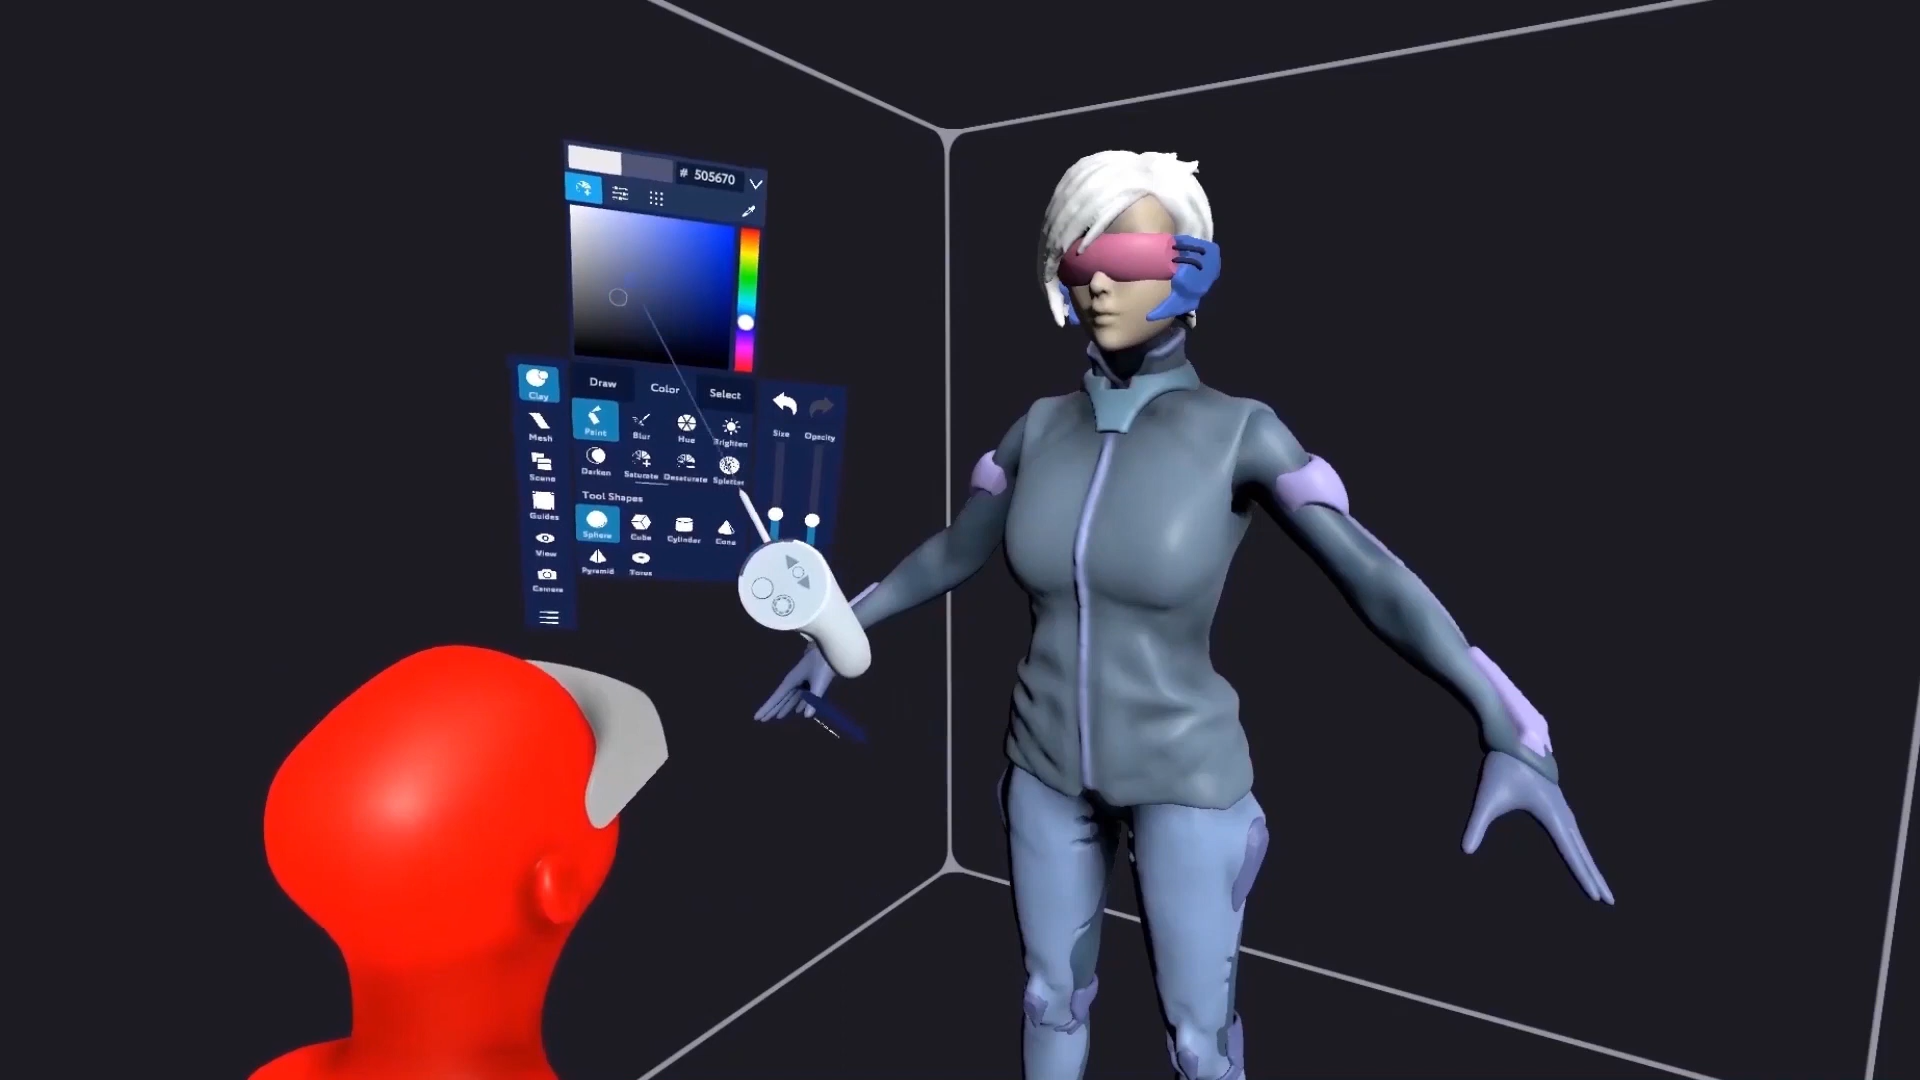 # 505670
Draw Color Select
Clay
Mesh
Scene
Guides
View
Camera
Paint Blur Hue Brighten
Darken Saturate Desaturate Splatter
Tool Shapes
Sphere Cube Cylinder Cone
Pyramid Torus
Size Opacity